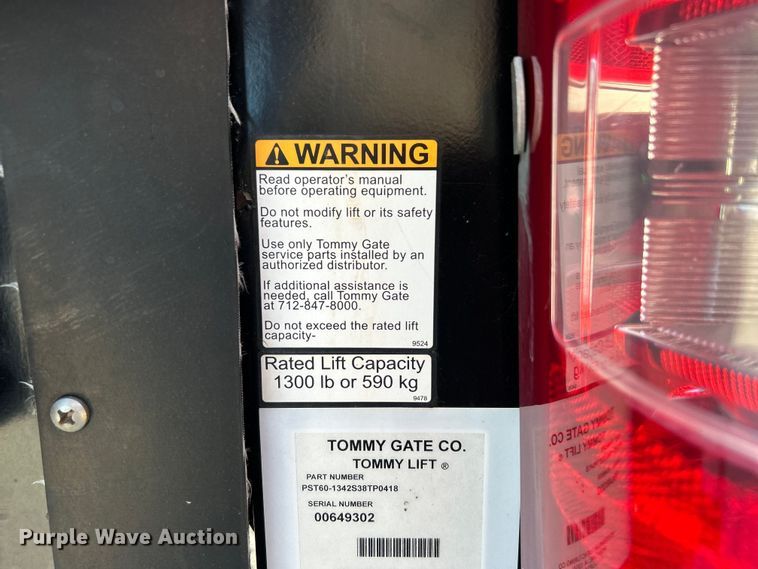 WARNING
Read operator's manual
before operating equipment.
Do not modify lift or its safety
features.
Use only Tommy Gate
service parts installed by an
authorized distributor.
If additional assistance is
needed, call Tommy Gate
at 712-847-8000.
Do not exceed the rated lift
capacity-
9524
Rated Lift Capacity
1300 lb or 590 kg
9478
TOMMY GATE CO.
TOMMY LIFT ®
PART NUMBER
PST60-1342S38TP0418
SERIAL NUMBER
00649302
Purple Wave Auction